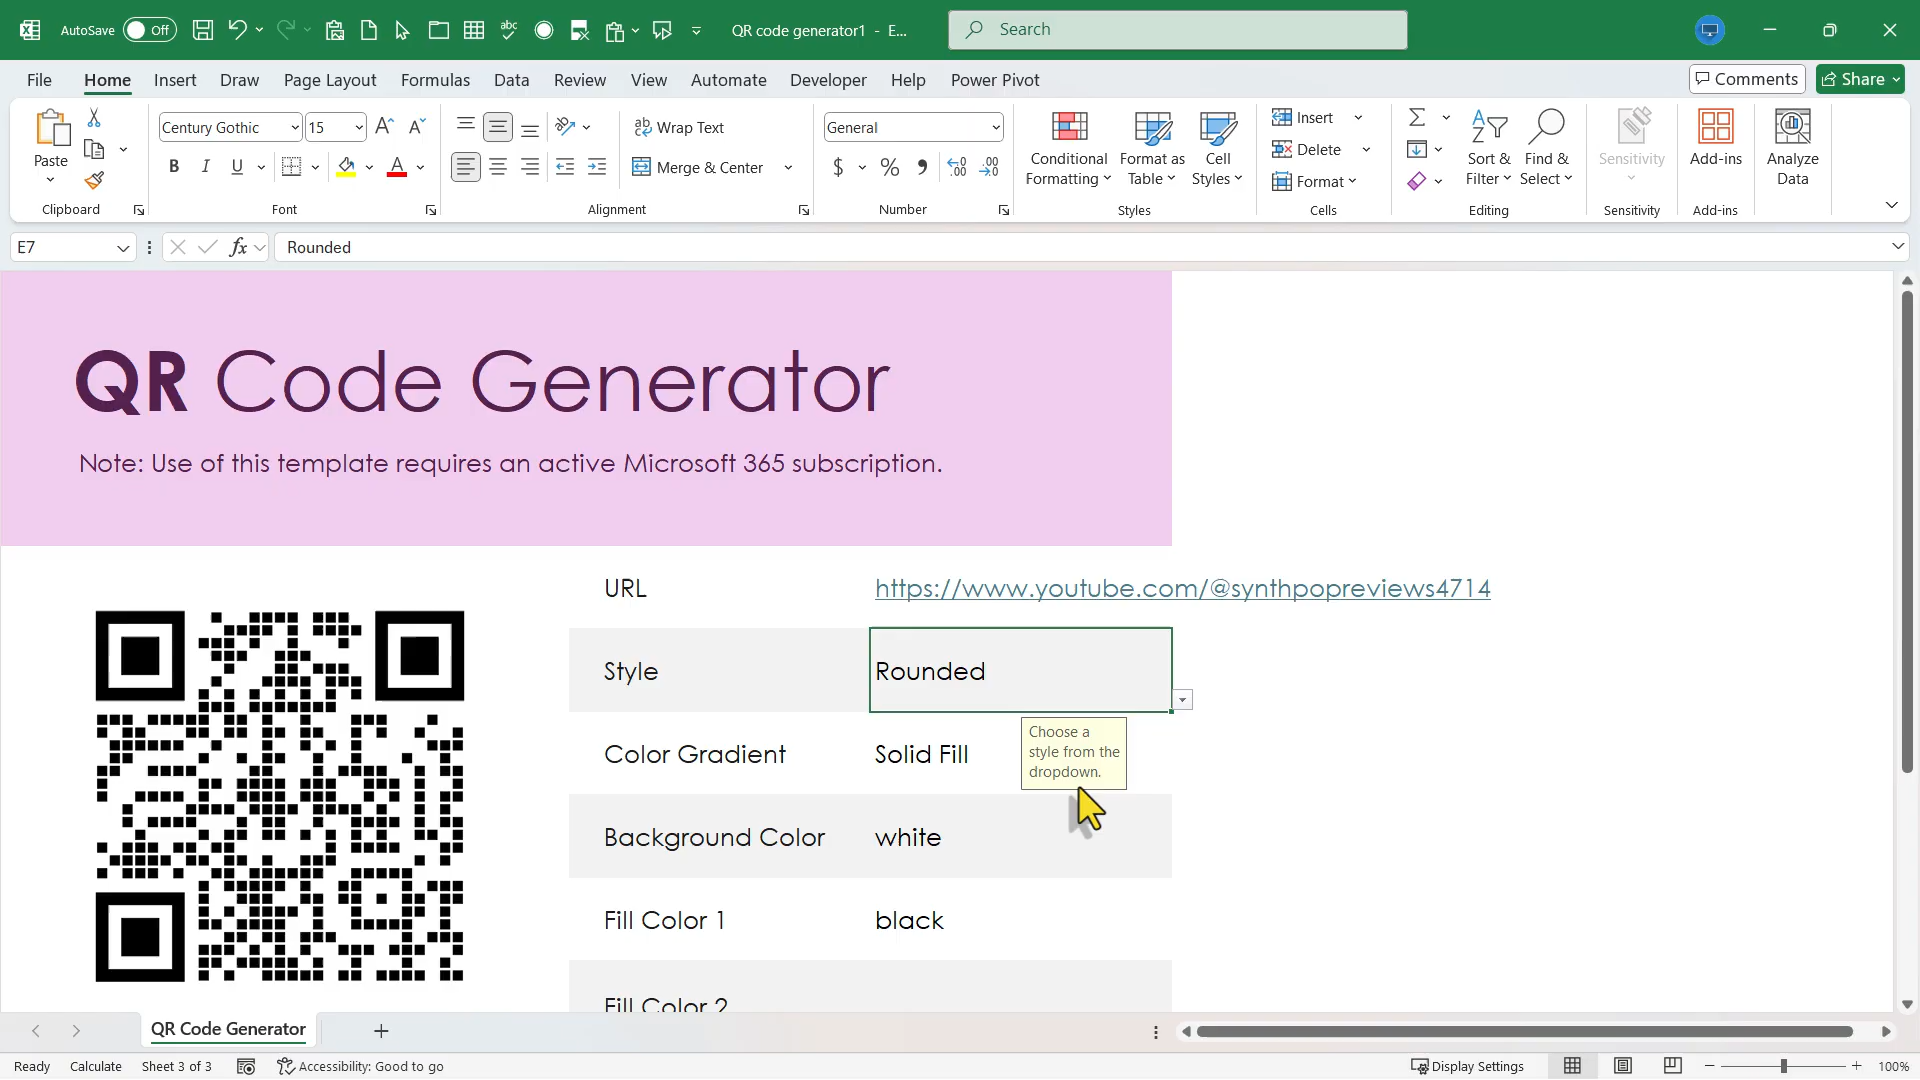 AutoSave Off QR code generator1 - E... Search
File Home Insert Draw Page Layout Formulas Data Review View Automate Developer Help Power Pivot Comments Share
Paste
Clipboard
Century Gothic 15
B I U
Font
Wrap Text
Merge & Center
Alignment
General
$ % 9
Number
Conditional Formatting
Format as Table
Cell Styles
Styles
Insert
Delete
Format
Cells
Sort & Filter
Find & Select
Editing
Sensitivity
Sensitivity
Add-ins
Add-ins
Analyze Data
E7 fx Rounded
QR Code Generator
Note: Use of this template requires an active Microsoft 365 subscription.
URL https://www.youtube.com/@synthpopreviews4714
Style Rounded
Choose a
style from the
dropdown.
Color Gradient Solid Fill
Background Color white
Fill Color 1 black
Fill Color 2
QR Code Generator
Ready Calculate Sheet 3 of 3 Accessibility: Good to go Display Settings 100%